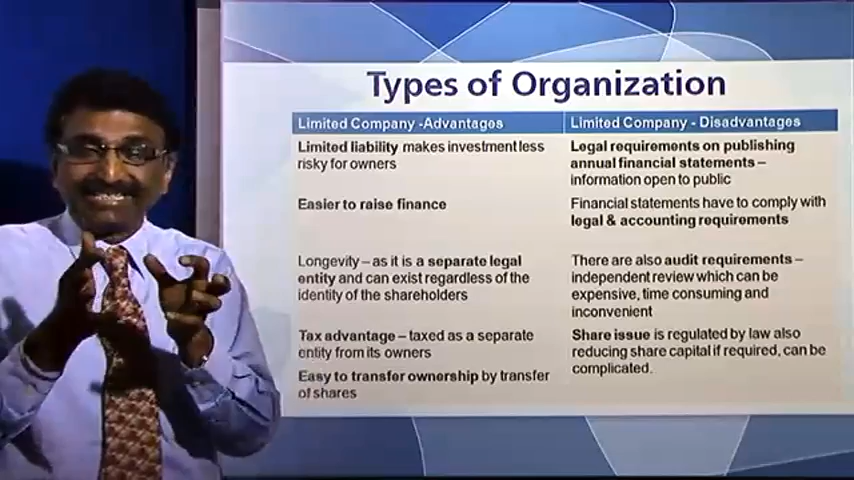 Types of Organization
Limited Company -Advantages
Limited Company - Disadvantages
Limited liability makes investment less
risky for owners
Legal requirements on publishing
annual financial statements –
information open to public
Easier to raise finance
Financial statements have to comply with
legal & accounting requirements
Longevity – as it is a separate legal
entity and can exist regardless of the
identity of the shareholders
There are also audit requirements –
independent review which can be
expensive, time consuming and
inconvenient
Tax advantage – taxed as a separate
entity from its owners
Share issue is regulated by law also
reducing share capital if required, can be
complicated.
Easy to transfer ownership by transfer
of shares